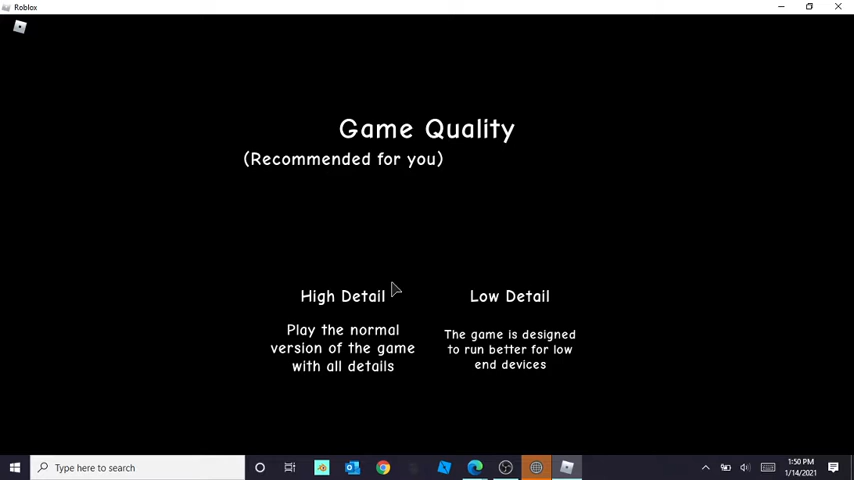 Roblox
Game Quality
(Recommended for you)
High Detail
Play the normal
version of the game
with all details
Low Detail
The game is designed
to run better for low
end devices
Type here to search
1:50 PM
1/14/2021